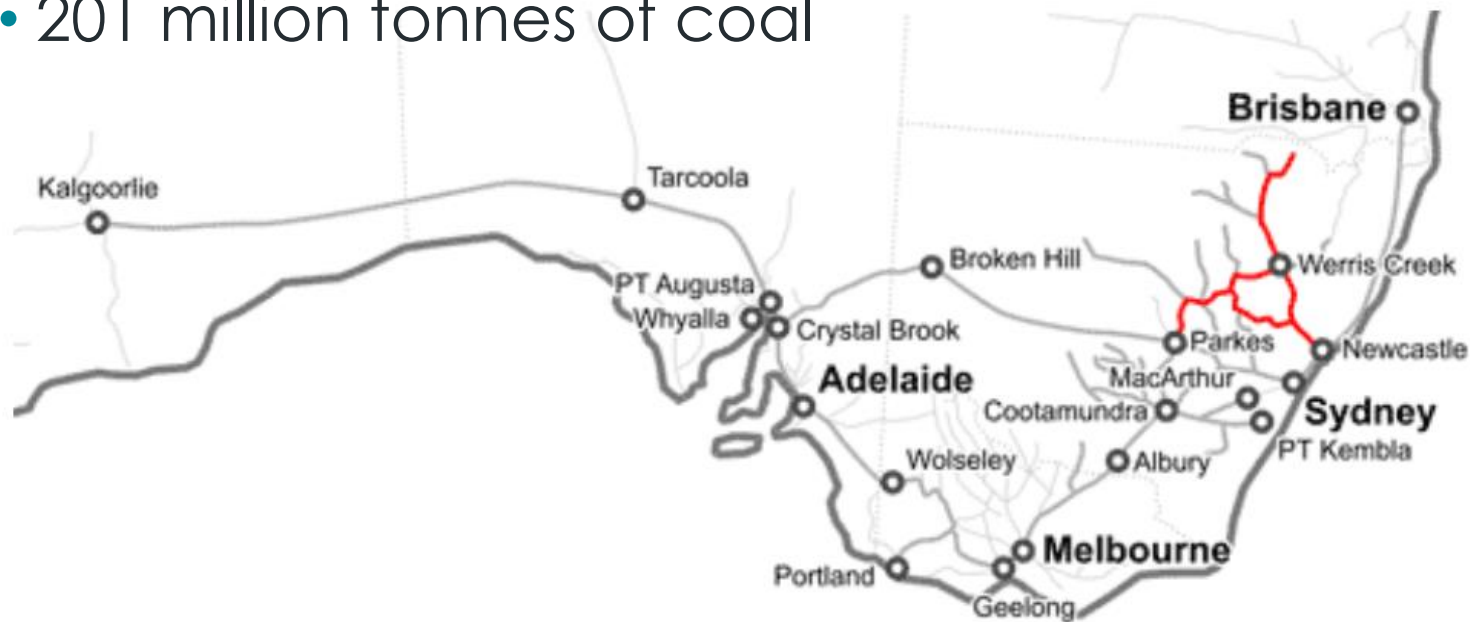 • 201 million tonnes of coal
Brisbane
Kalgoorlie
Tarcoola
Broken Hill
Werris Creek
PT Augusta
Whyalla
Crystal Brook
Parkes
Newcastle
Adelaide
MacArthur
Cootamundra
Sydney
PT Kembla
Wolseley
Albury
Melbourne
Portland
Geelong